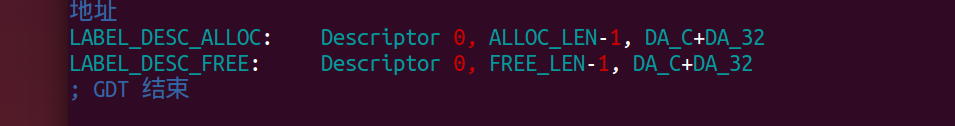 地址
LABEL_DESC_ALLOC:    Descriptor 0, ALLOC_LEN-1, DA_C+DA_32
LABEL_DESC_FREE:     Descriptor 0, FREE_LEN-1, DA_C+DA_32
; GDT 结束